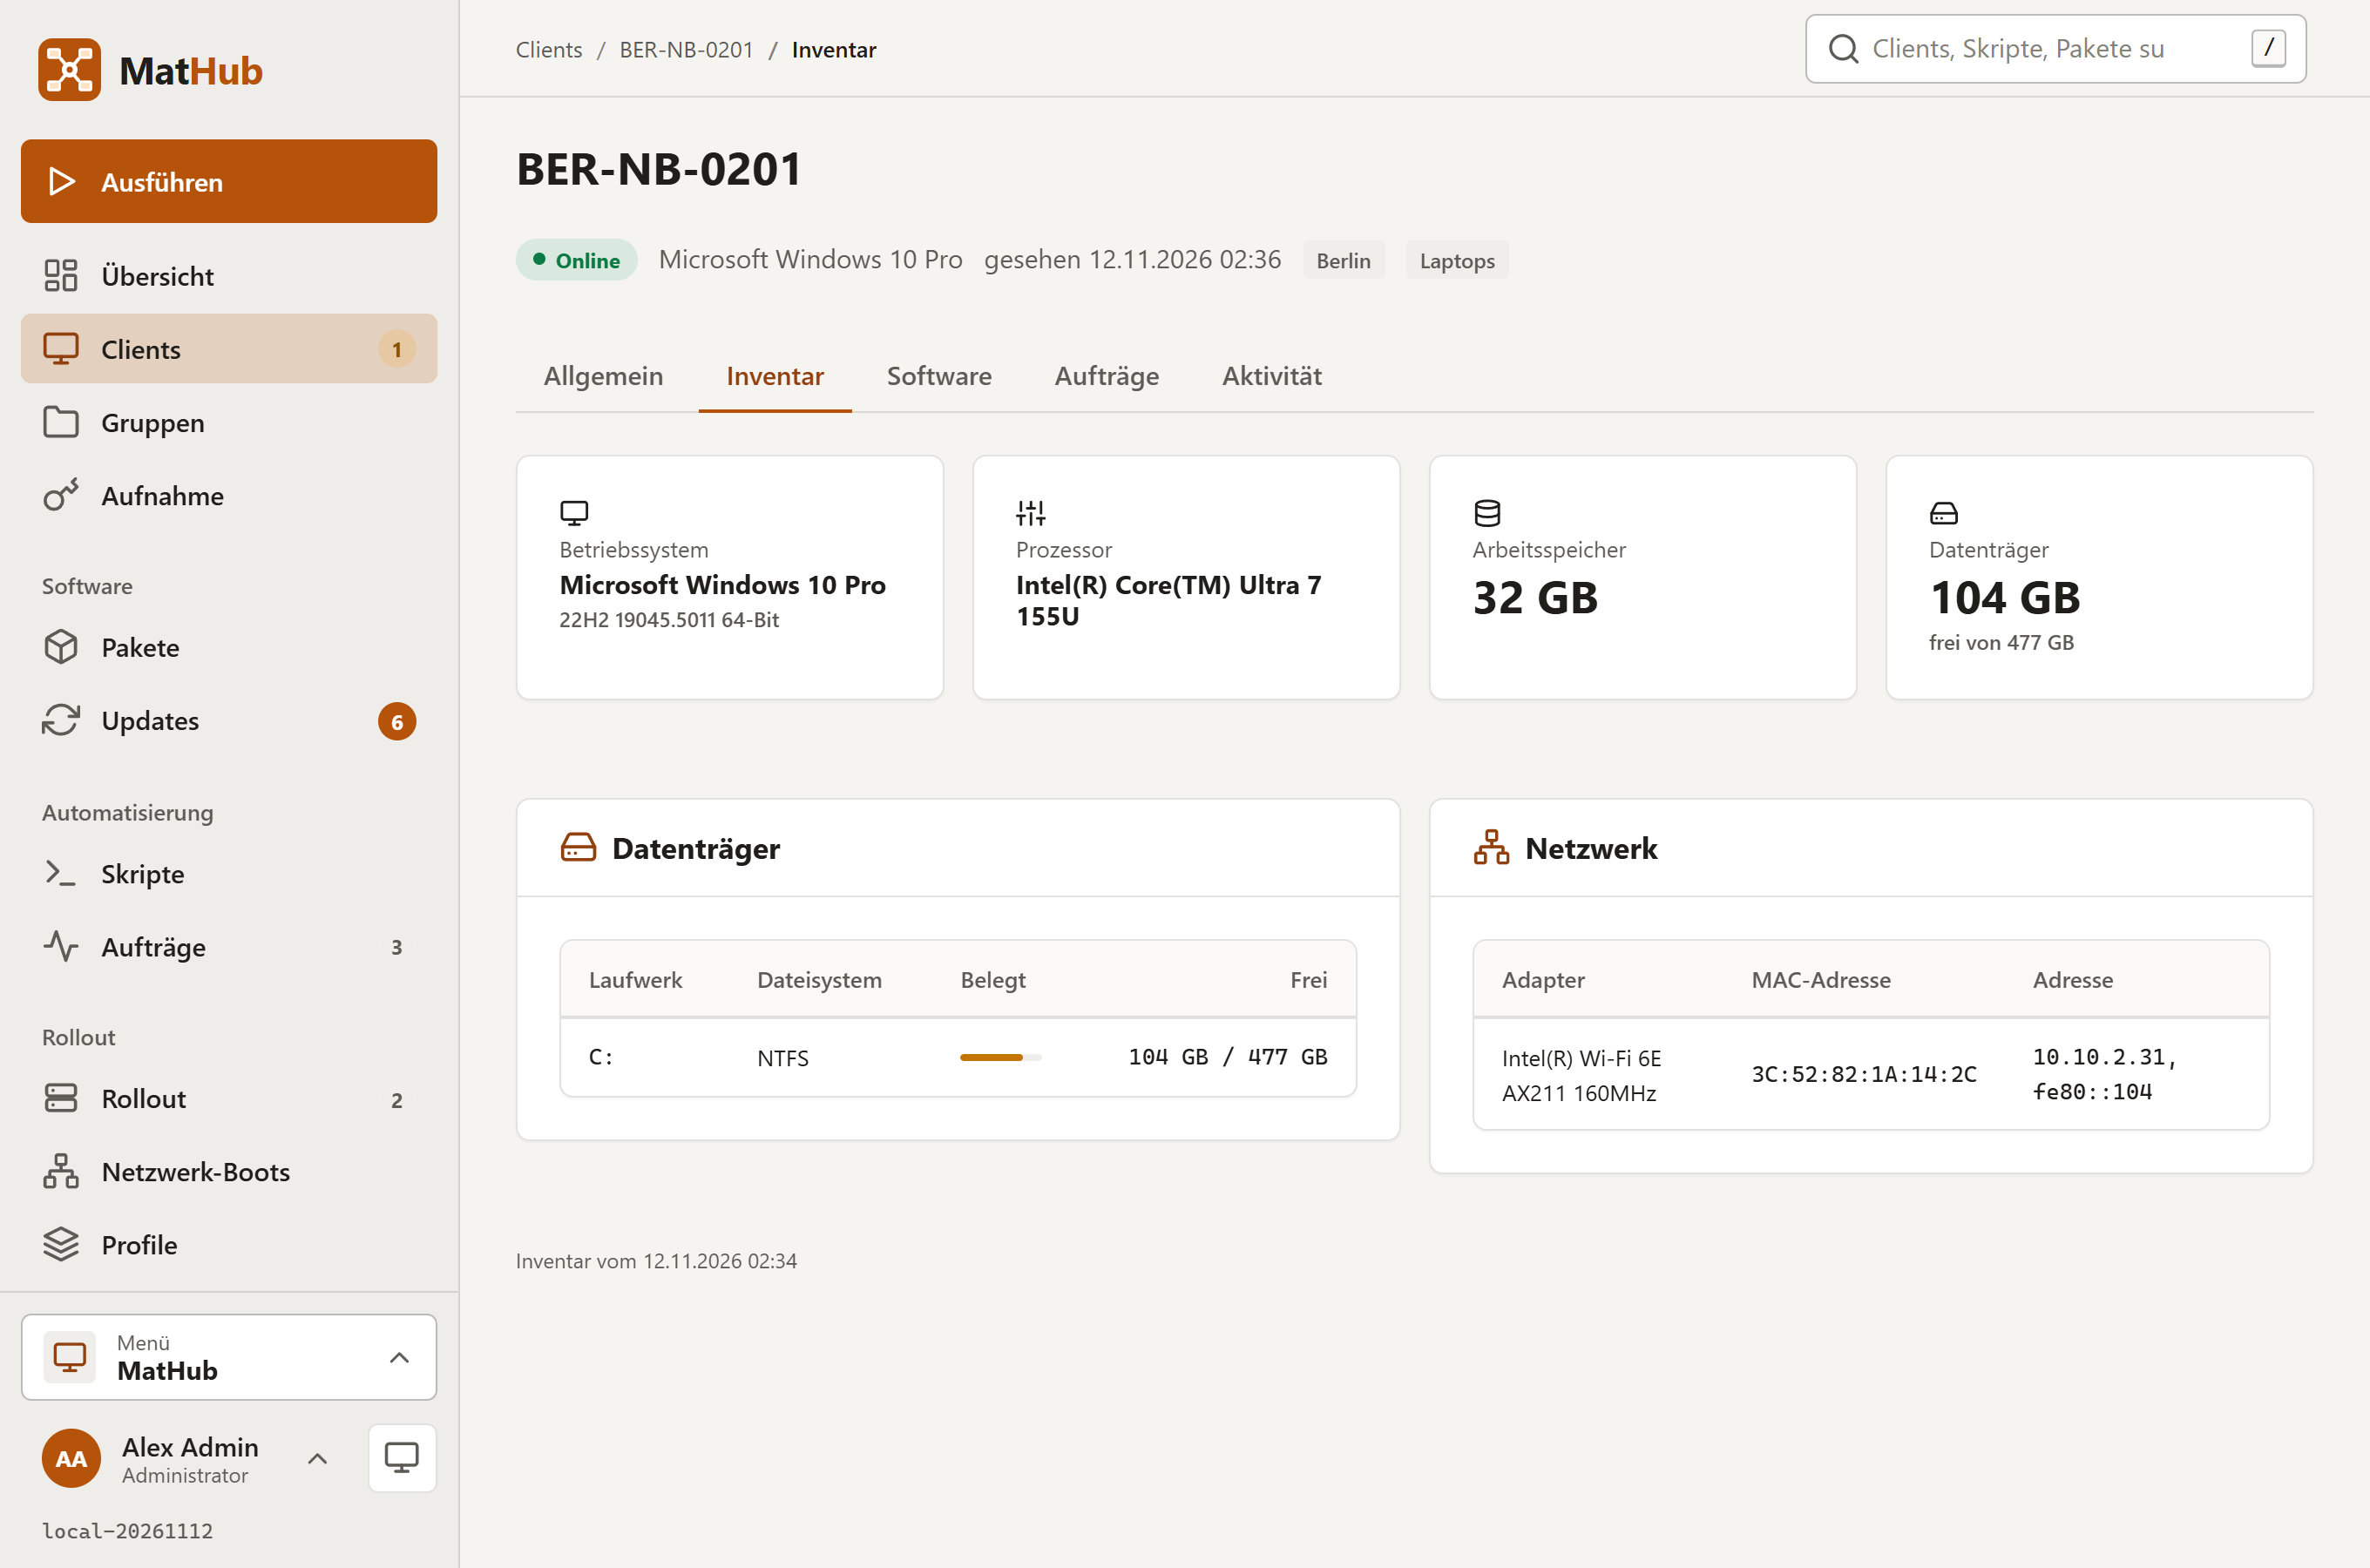 MatHub
Ausführen
Übersicht
Clients 1
Gruppen
Aufnahme
Software
Pakete
Updates 6
Automatisierung
Skripte
Aufträge 3
Rollout
Rollout 2
Netzwerk-Boots
Profile
Menü
MatHub
AA
Alex Admin
Administrator
local-20261112
Clients / BER-NB-0201 / Inventar
Clients, Skripte, Pakete su /
BER-NB-0201
Online Microsoft Windows 10 Pro gesehen 12.11.2026 02:36 Berlin Laptops
Allgemein Inventar Software Aufträge Aktivität
Betriebssystem
Microsoft Windows 10 Pro
22H2 19045.5011 64-Bit
Prozessor
Intel(R) Core(TM) Ultra 7
155U
Arbeitsspeicher
32 GB
Datenträger
104 GB
frei von 477 GB
Datenträger
Laufwerk Dateisystem Belegt Frei
C: NTFS 104 GB / 477 GB
Netzwerk
Adapter MAC-Adresse Adresse
Intel(R) Wi-Fi 6E
AX211 160MHz
3C:52:82:1A:14:2C
10.10.2.31,
fe80::104
Inventar vom 12.11.2026 02:34